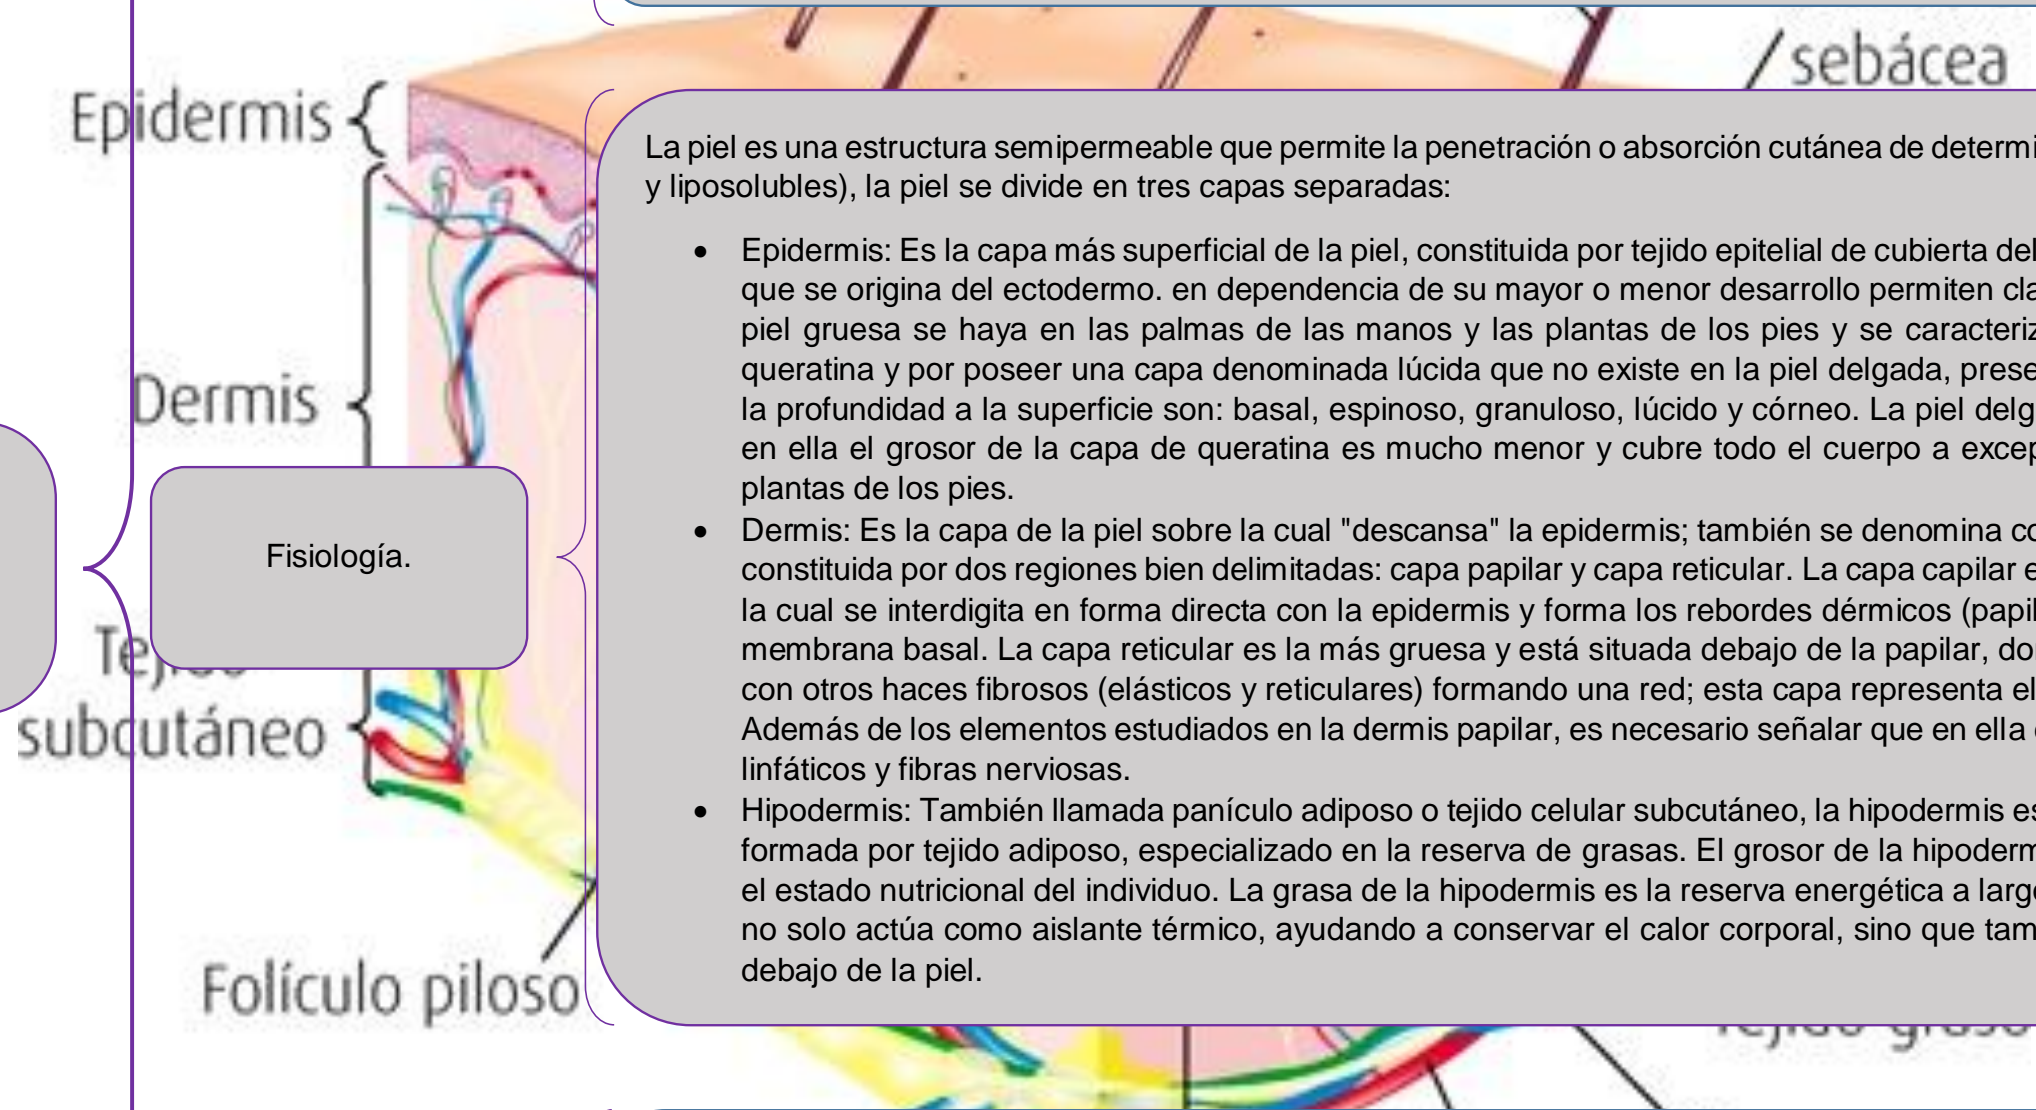 sebácea
Epidermis
La piel es una estructura semipermeable que permite la penetración o absorción cutánea de determi
y liposolubles), la piel se divide en tres capas separadas:
• Epidermis: Es la capa más superficial de la piel, constituida por tejido epitelial de cubierta del
que se origina del ectodermo. en dependencia de su mayor o menor desarrollo permiten cla
piel gruesa se haya en las palmas de las manos y las plantas de los pies y se caracteriz
queratina y por poseer una capa denominada lúcida que no existe en la piel delgada, prese
la profundidad a la superficie son: basal, espinoso, granuloso, lúcido y córneo. La piel delg
en ella el grosor de la capa de queratina es mucho menor y cubre todo el cuerpo a excep
plantas de los pies.
• Dermis: Es la capa de la piel sobre la cual "descansa" la epidermis; también se denomina co
constituida por dos regiones bien delimitadas: capa papilar y capa reticular. La capa capilar e
la cual se interdigita en forma directa con la epidermis y forma los rebordes dérmicos (papil
membrana basal. La capa reticular es la más gruesa y está situada debajo de la papilar, do
con otros haces fibrosos (elásticos y reticulares) formando una red; esta capa representa el
Además de los elementos estudiados en la dermis papilar, es necesario señalar que en ella
linfáticos y fibras nerviosas.
• Hipodermis: También llamada panículo adiposo o tejido celular subcutáneo, la hipodermis es
formada por tejido adiposo, especializado en la reserva de grasas. El grosor de la hipoderm
el estado nutricional del individuo. La grasa de la hipodermis es la reserva energética a larg
no solo actúa como aislante térmico, ayudando a conservar el calor corporal, sino que tam
debajo de la piel.
Dermis
Fisiología.
Tejido
subcutáneo
Folículo piloso
Tejido graso